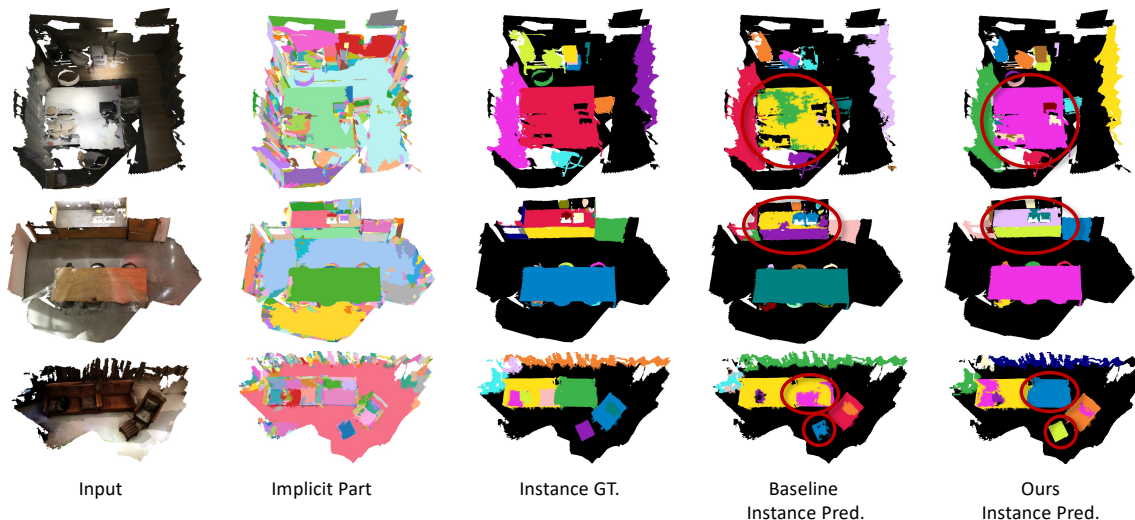 Input
Implicit Part
Instance GT.
Baseline
Instance Pred.
Ours
Instance Pred.